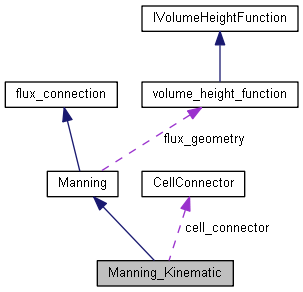 IVolumeHeightFunction
flux_connection
volume_height_function
flux_geometry
Manning
CellConnector
cell_connector
Manning_Kinematic